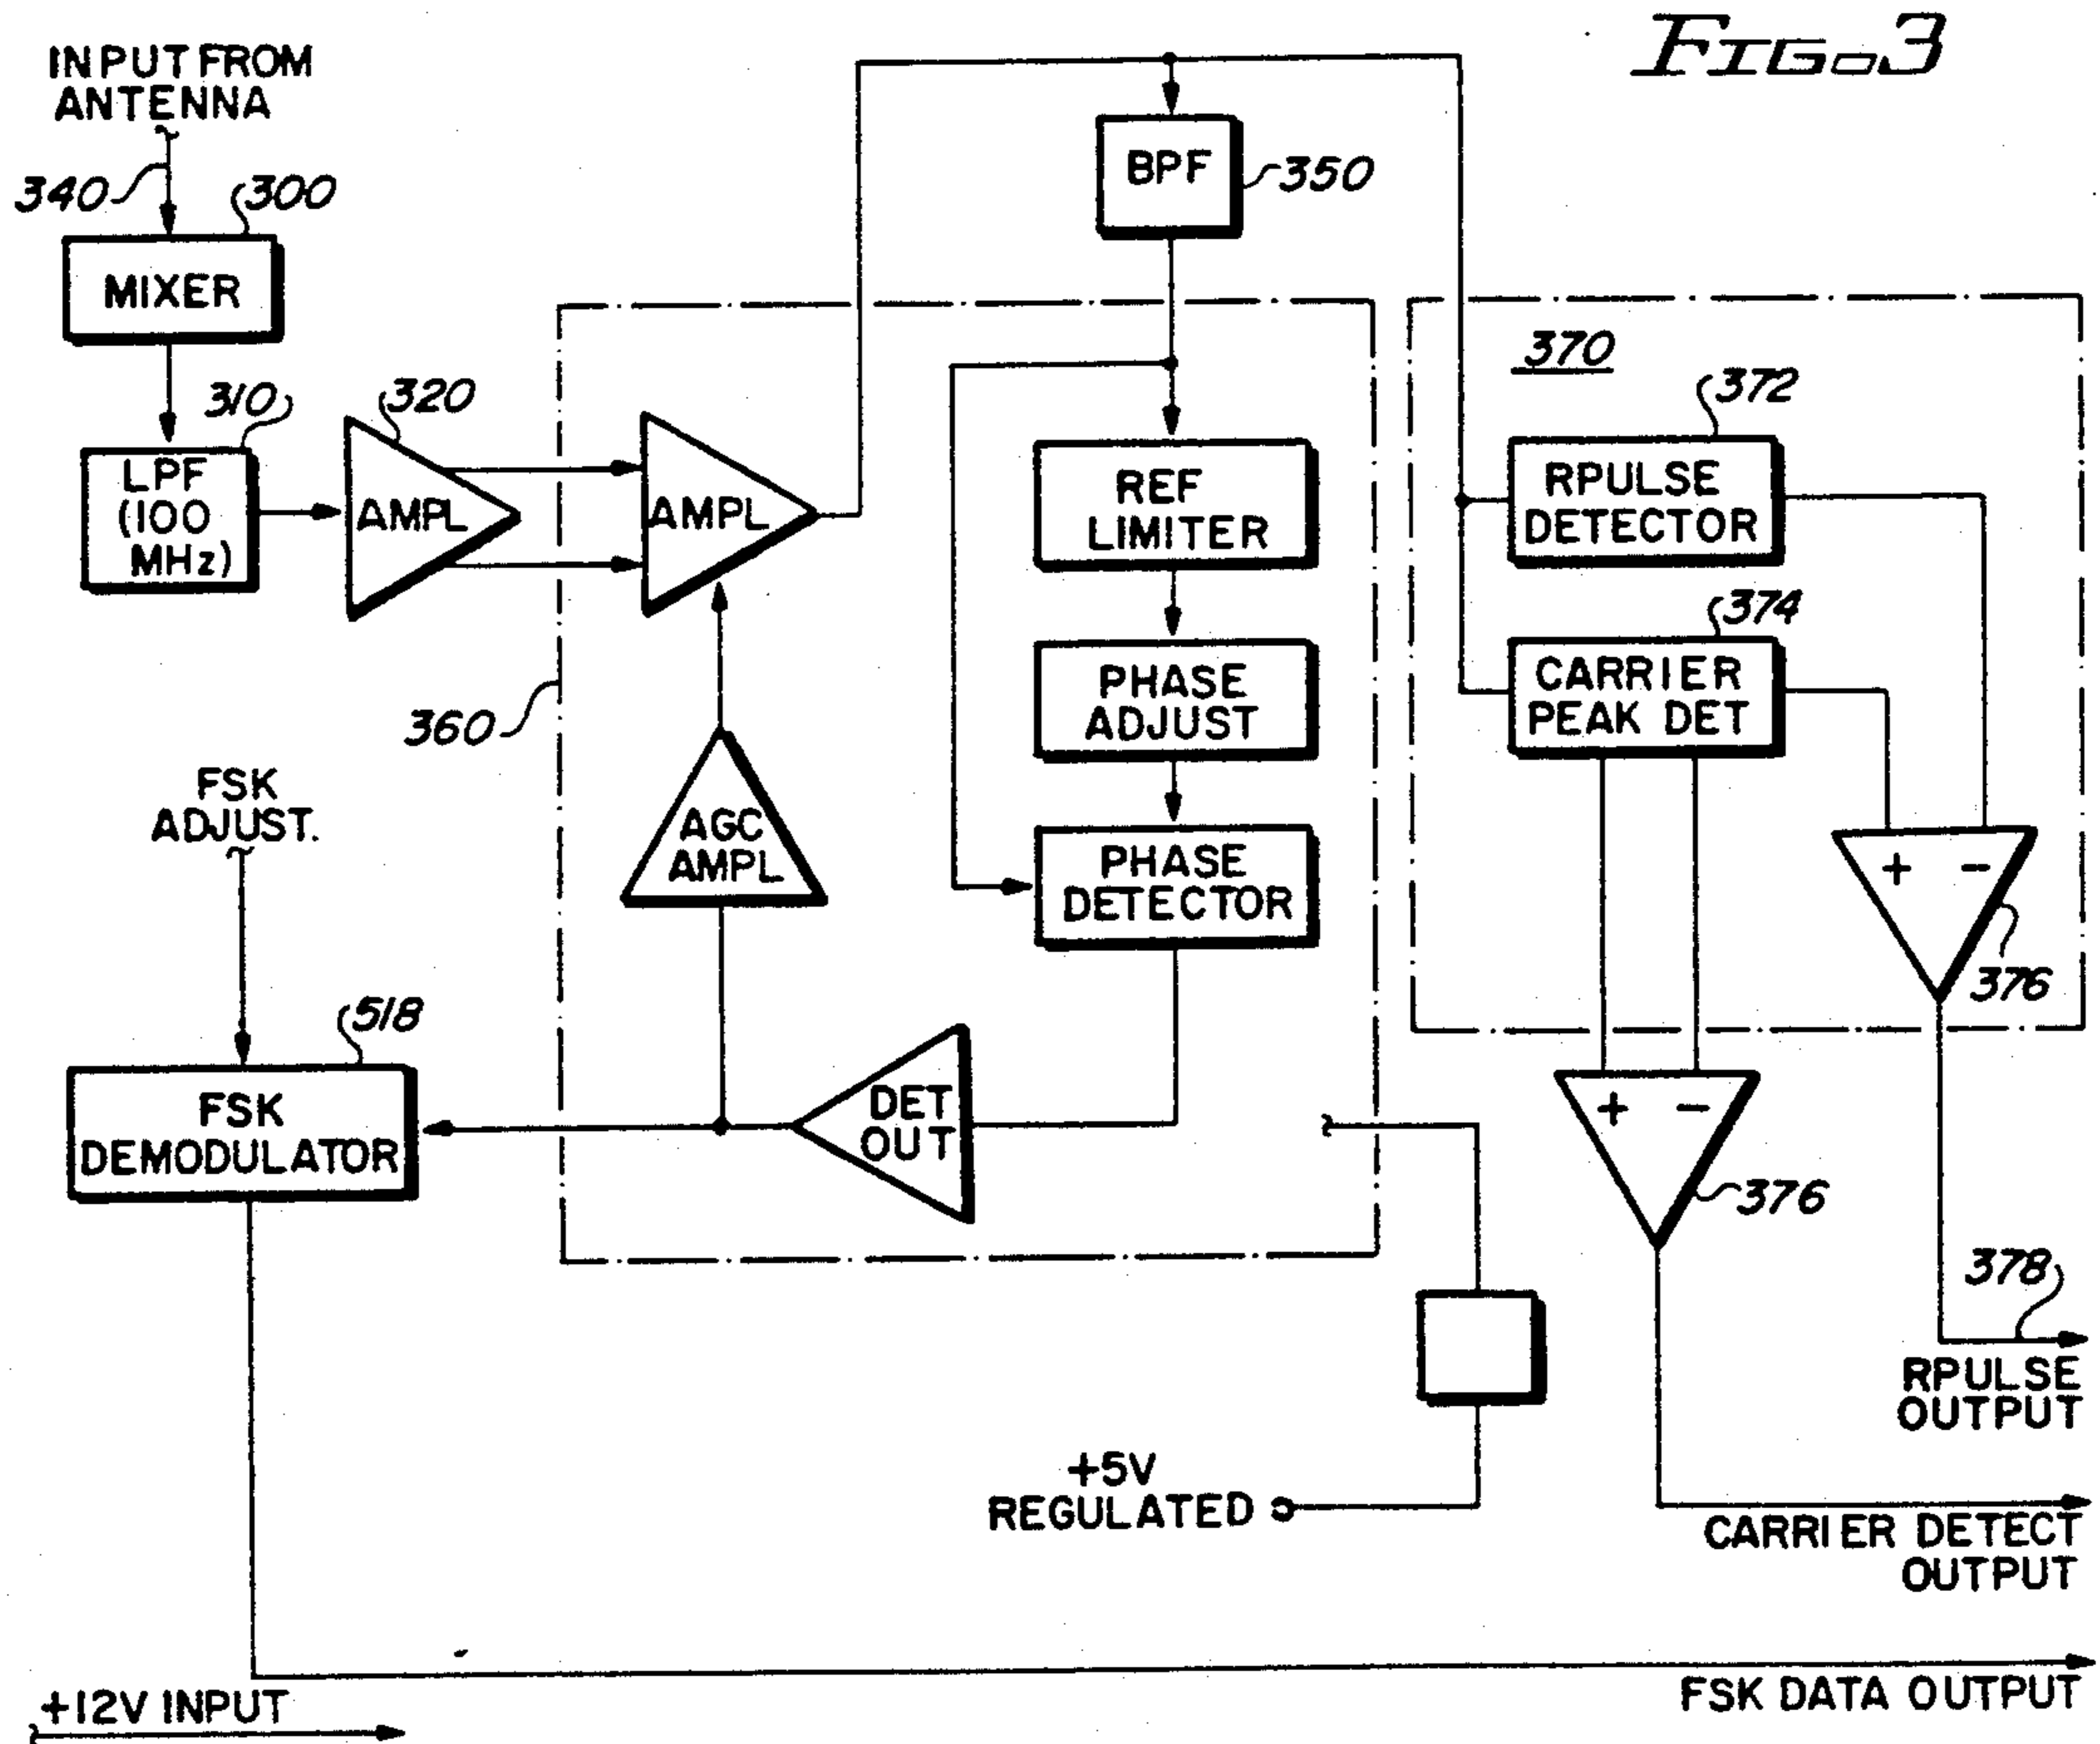 FIG. 3
INPUT FROM
ANTENNA
340
300
MIXER
310
LPF
(100
MHz)
320
AMPL
AMPL
BPF
350
360
REF
LIMITER
PHASE
ADJUST
PHASE
DETECTOR
AGC
AMPL
DET
OUT
FSK
ADJUST.
518
FSK
DEMODULATOR
370
372
RPULSE
DETECTOR
374
CARRIER
PEAK DET
+ -
376
+ -
376
378
RPULSE
OUTPUT
+5V
REGULATED
CARRIER DETECT
OUTPUT
FSK DATA OUTPUT
+12V INPUT